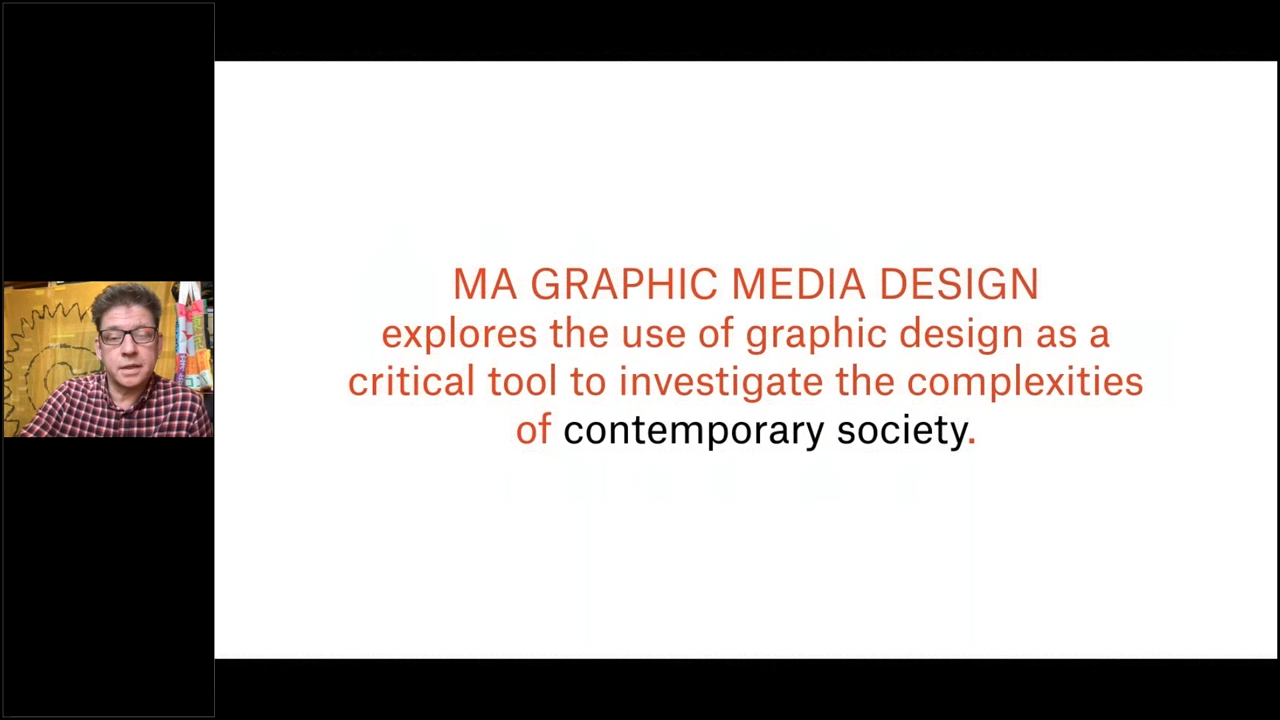 MA GRAPHIC MEDIA DESIGN
explores the use of graphic design as a
critical tool to investigate the complexities
of contemporary society.